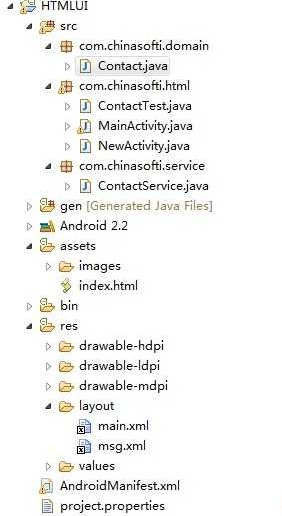 HTMLUI
src
com.chinasofti.domain
Contact.java
com.chinasofti.html
ContactTest.java
MainActivity.java
NewActivity.java
com.chinasofti.service
ContactService.java
gen [Generated Java Files]
Android 2.2
assets
images
index.html
bin
res
drawable-hdpi
drawable-ldpi
drawable-mdpi
layout
main.xml
msg.xml
values
AndroidManifest.xml
project.properties